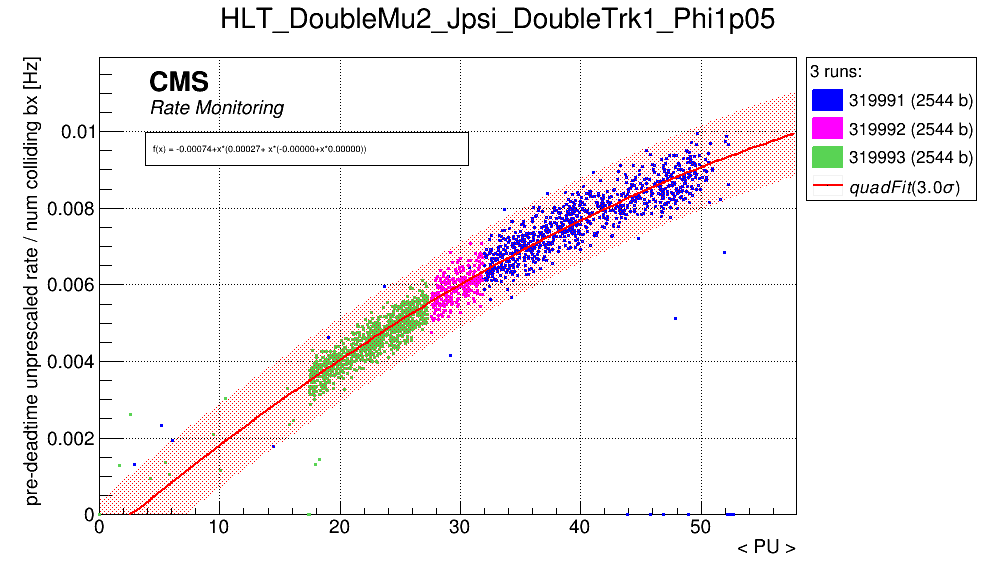 HLT_DoubleMu2_Jpsi_DoubleTrk1_Phi1p05
pre-deadtime unprescaled rate / num colliding bx [Hz]
CMS
Rate Monitoring
f(x) = -0.00074+x*(0.00027+ x*(-0.00000+x*0.00000))
3 runs:
319991 (2544 b)
319992 (2544 b)
319993 (2544 b)
quadFit(3.0σ)
0.01
0.008
0.006
0.004
0.002
0
0 10 20 30 40 50
< PU >